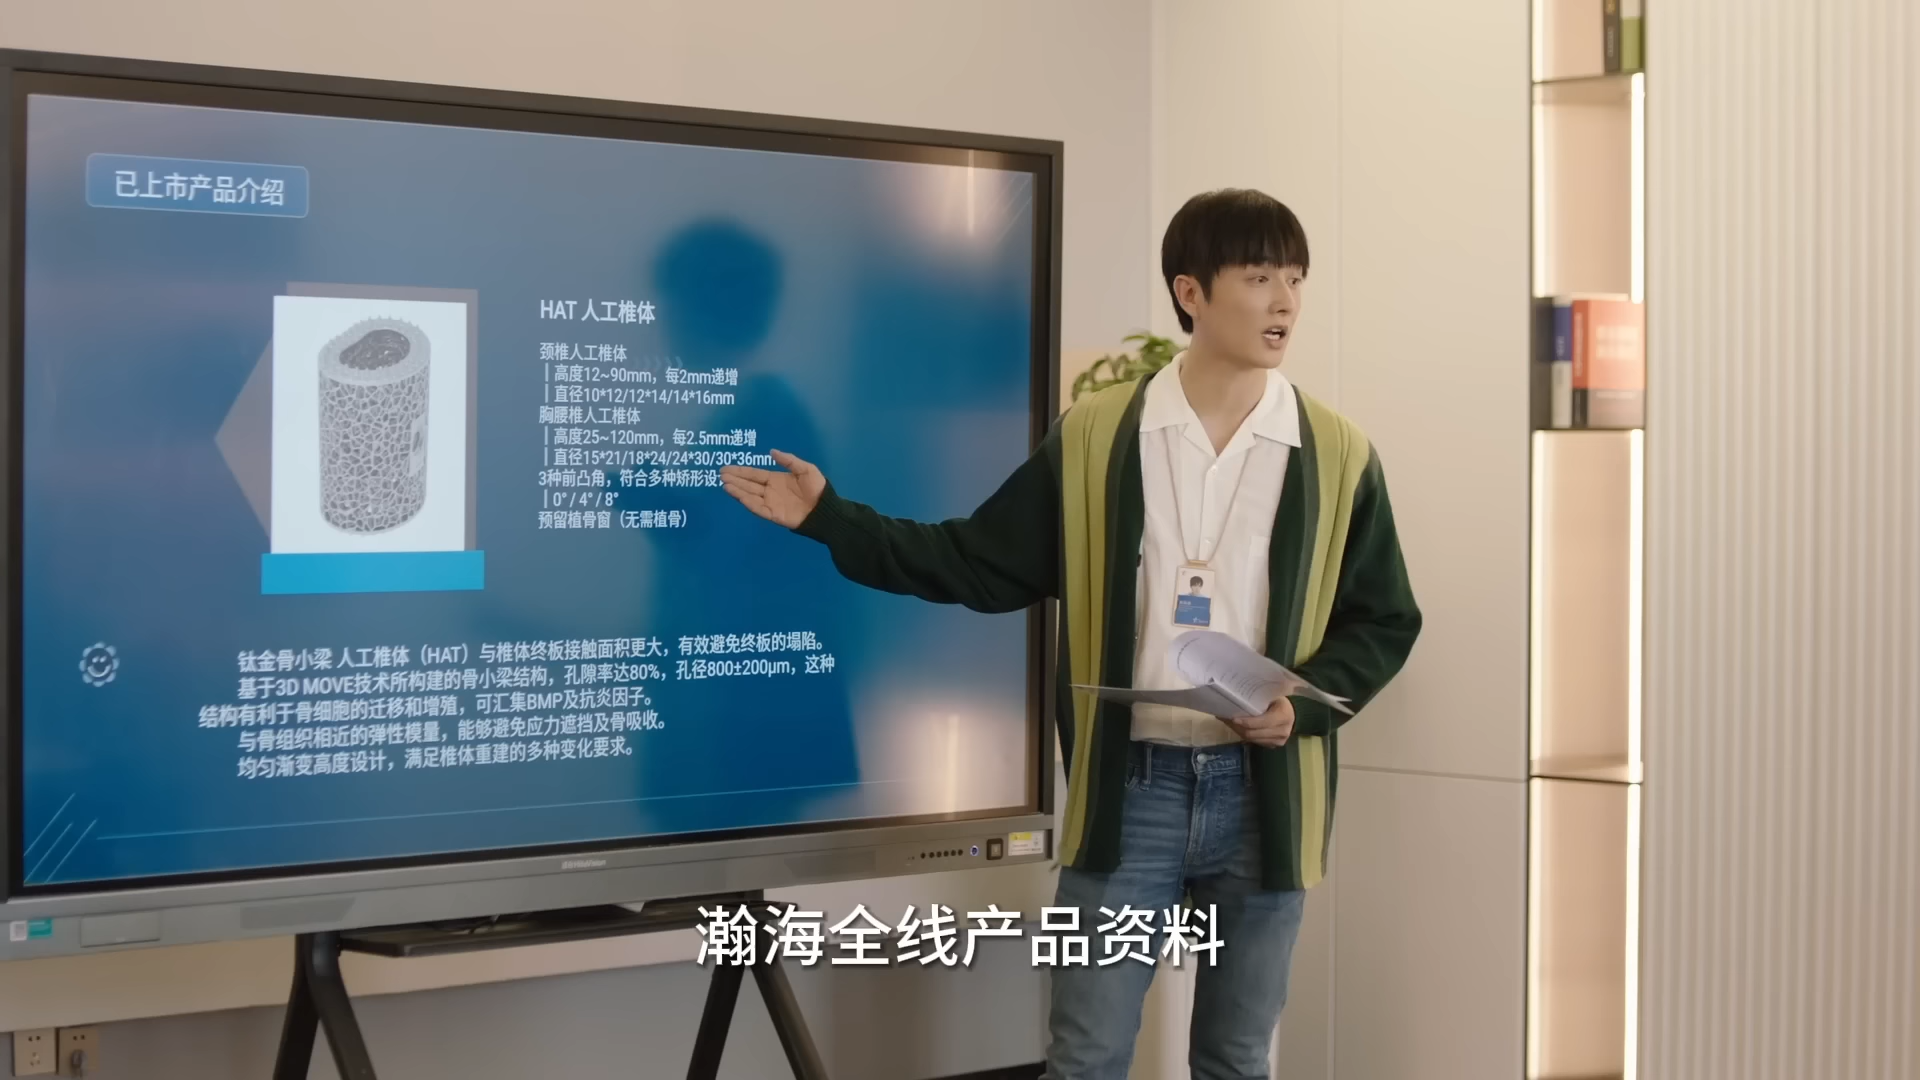 已上市产品介绍
HAT 人工椎体
颈椎人工椎体
高度12~90mm，每2mm递增
直径10*12/12*14/14*16mm
胸腰椎人工椎体
高度25~120mm，每2.5mm递增
直径15*21/18*24/24*30/30*36mm
3种前凸角，符合多种矫形设
0° / 4° / 8°
预留植骨窗（无需植骨）
钛金骨小梁 人工椎体（HAT）与椎体终板接触面积更大，有效避免终板的塌陷。
基于3D MOVE技术所构建的骨小梁结构，孔隙率达80%，孔径800±200μm，这种
结构有利于骨细胞的迁移和增殖，可汇集BMP及抗炎因子。
与骨组织相近的弹性模量，能够避免应力遮挡及骨吸收。
均匀渐变高度设计，满足椎体重建的多种变化要求。
瀚海全线产品资料